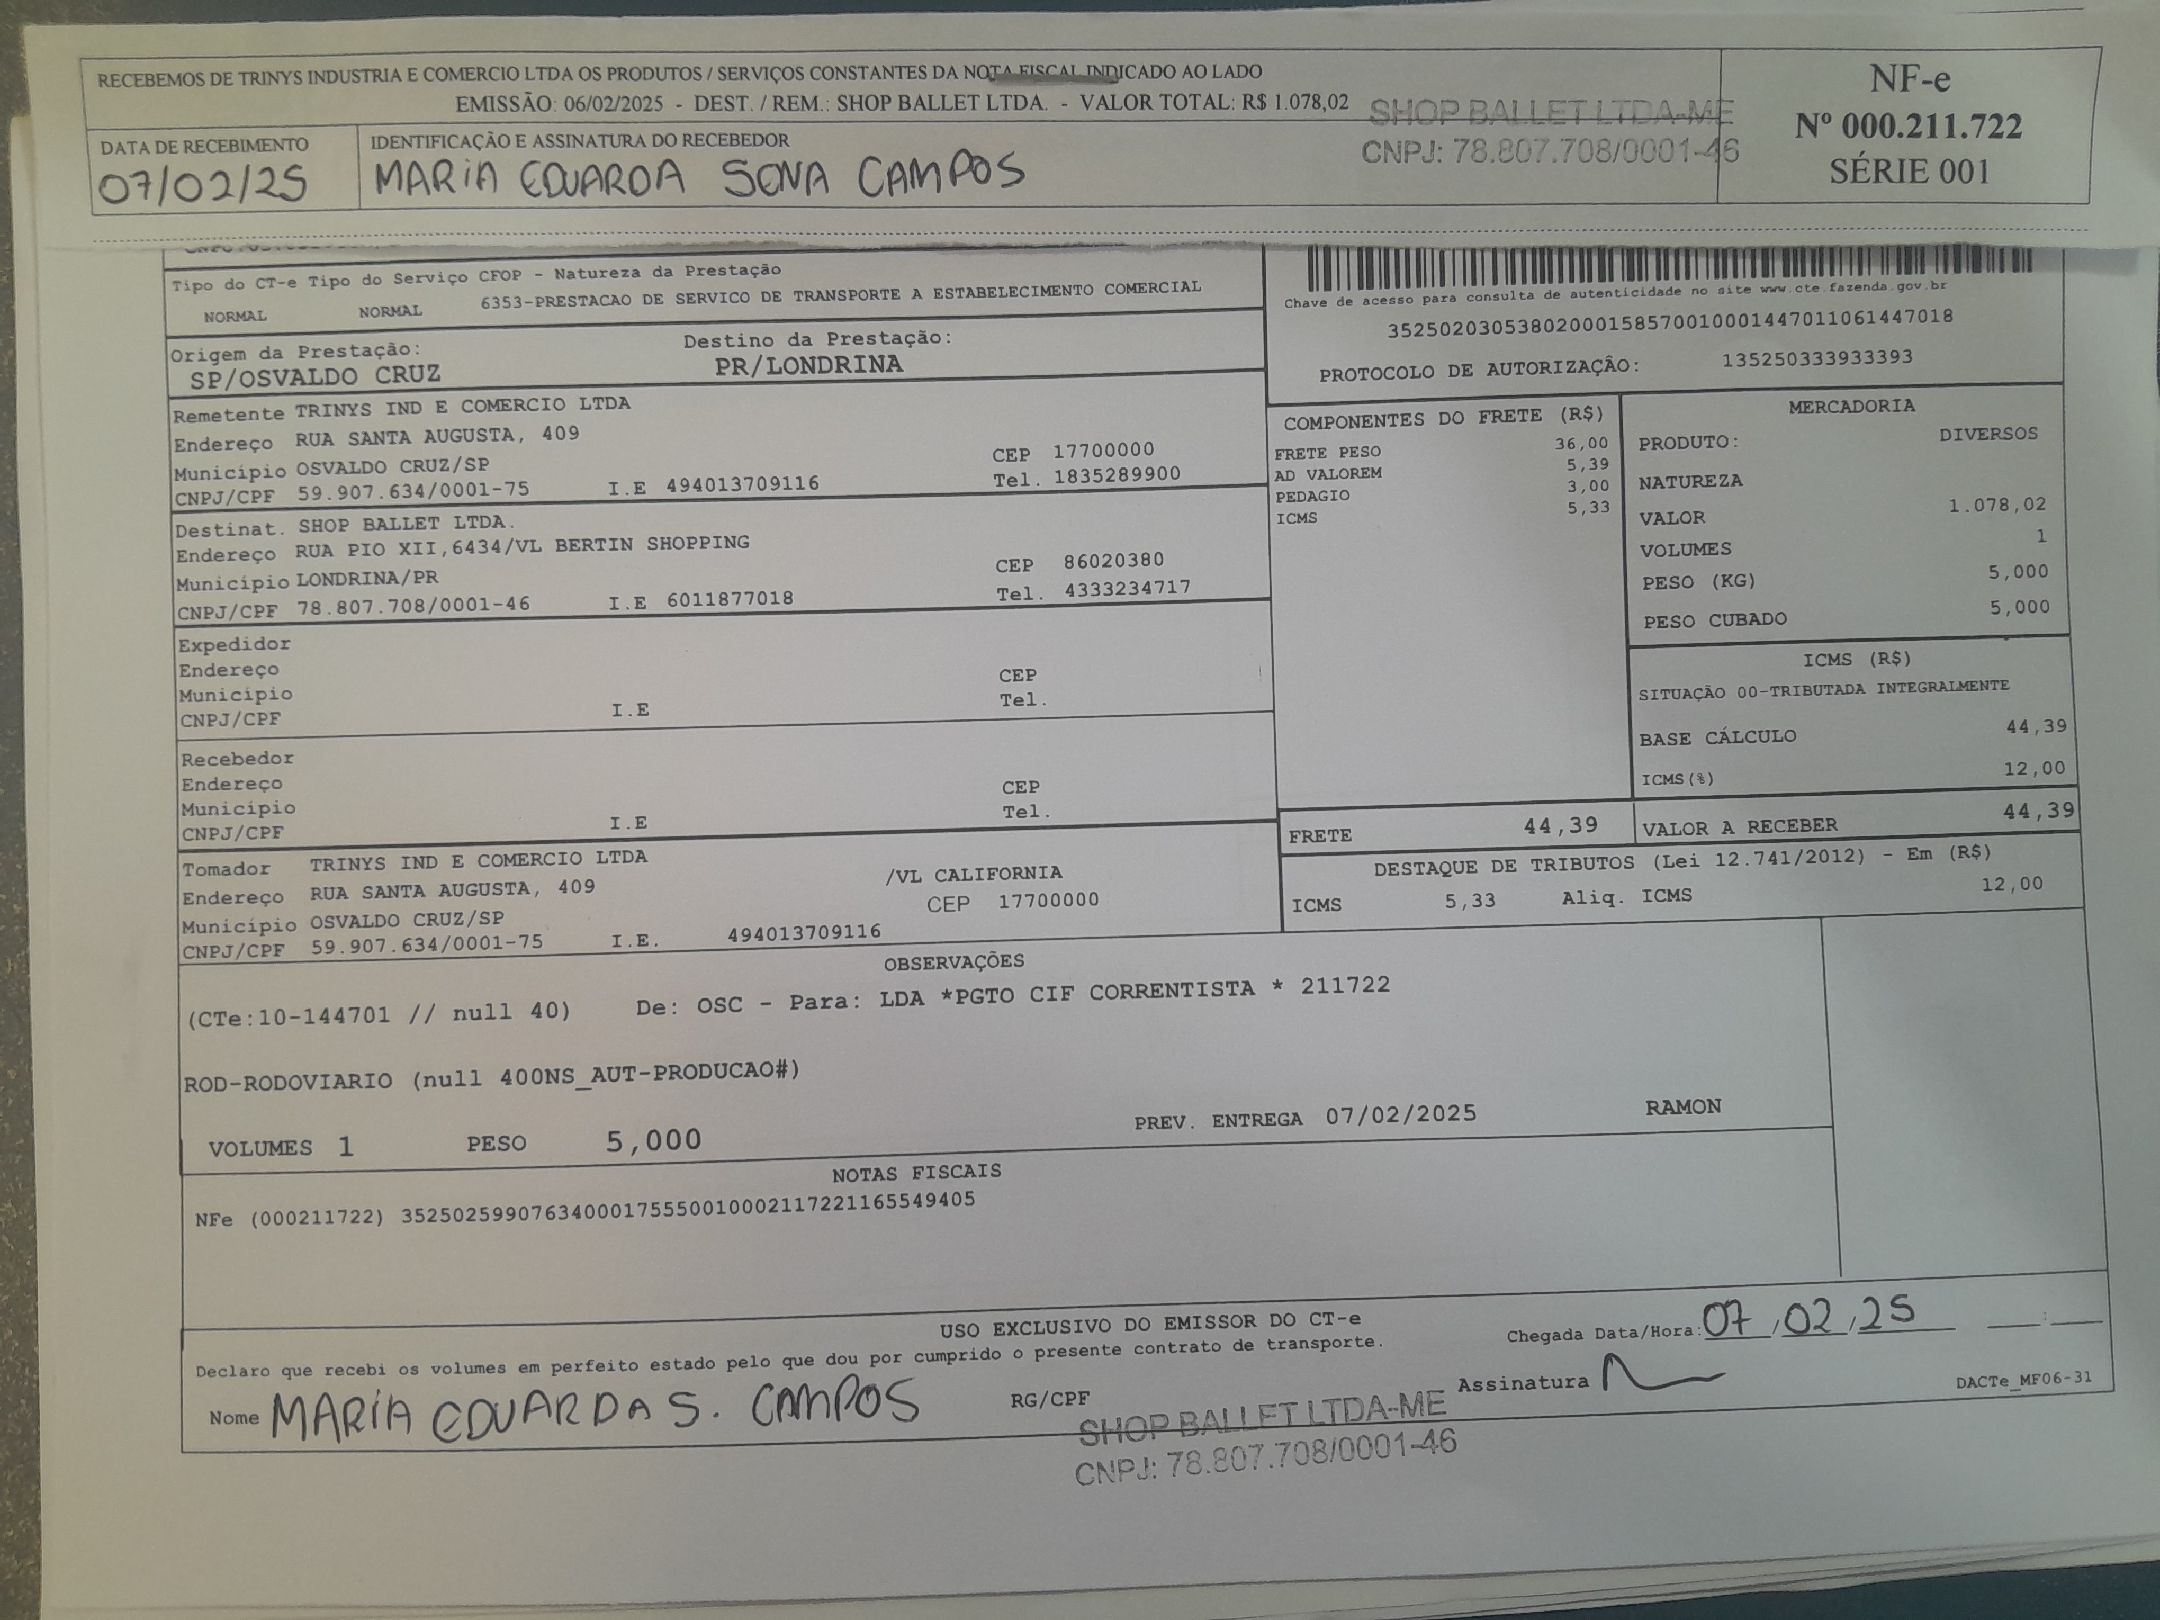 RECEBEMOS DE TRINYS INDUSTRIA E COMERCIO LTDA OS PRODUTOS / SERVIÇOS CONSTANTES DA NOTA FISCAL INDICADO AO LADO
EMISSÃO: 06/02/2025 - DEST. / REM.: SHOP BALLET LTDA. - VALOR TOTAL: R$ 1.078,02
SHOP BALLET LTDA-ME
CNPJ: 78.807.708/0001-46
NF-e
Nº 000.211.722
SÉRIE 001
DATA DE RECEBIMENTO
07/02/25
IDENTIFICAÇÃO E ASSINATURA DO RECEBEDOR
MARIA EDUARDA SENA CAMPOS
Tipo do CT-e Tipo do Serviço CFOP - Natureza da Prestação
NORMAL NORMAL 6353-PRESTACAO DE SERVICO DE TRANSPORTE A ESTABELECIMENTO COMERCIAL
Chave de acesso para consulta de autenticidade no site www.cte.fazenda.gov.br
35250203053802000158570010001447011061447018
PROTOCOLO DE AUTORIZAÇÃO: 135250333933393
Origem da Prestação: Destino da Prestação:
SP/OSVALDO CRUZ PR/LONDRINA
Remetente TRINYS IND E COMERCIO LTDA
Endereço RUA SANTA AUGUSTA, 409
Município OSVALDO CRUZ/SP CEP 17700000
CNPJ/CPF 59.907.634/0001-75 I.E 494013709116 Tel. 1835289900
Destinat. SHOP BALLET LTDA.
Endereço RUA PIO XII,6434/VL BERTIN SHOPPING
Município LONDRINA/PR CEP 86020380
CNPJ/CPF 78.807.708/0001-46 I.E 6011877018 Tel. 4333234717
Expedidor
Endereço
Município CEP
CNPJ/CPF I.E Tel.
Recebedor
Endereço
Município CEP
CNPJ/CPF I.E Tel.
Tomador TRINYS IND E COMERCIO LTDA
Endereço RUA SANTA AUGUSTA, 409 /VL CALIFORNIA
Município OSVALDO CRUZ/SP CEP 17700000
CNPJ/CPF 59.907.634/0001-75 I.E. 494013709116
COMPONENTES DO FRETE (R$)
FRETE PESO 36,00
AD VALOREM 5,39
PEDAGIO 3,00
ICMS 5,33
MERCADORIA
PRODUTO: DIVERSOS
NATUREZA
VALOR 1.078,02
VOLUMES 1
PESO (KG) 5,000
PESO CUBADO 5,000
ICMS (R$)
SITUAÇÃO 00-TRIBUTADA INTEGRALMENTE
BASE CÁLCULO 44,39
ICMS(%) 12,00
FRETE 44,39 VALOR A RECEBER 44,39
DESTAQUE DE TRIBUTOS (Lei 12.741/2012) - Em (R$)
ICMS 5,33 Aliq. ICMS 12,00
OBSERVAÇÕES
(CTe:10-144701 // null 40) De: OSC - Para: LDA *PGTO CIF CORRENTISTA * 211722
ROD-RODOVIARIO (null 400NS_AUT-PRODUCAO#)
VOLUMES 1 PESO 5,000 PREV. ENTREGA 07/02/2025 RAMON
NOTAS FISCAIS
NFe (000211722) 35250259907634000175550010002117221165549405
USO EXCLUSIVO DO EMISSOR DO CT-e
Declaro que recebi os volumes em perfeito estado pelo que dou por cumprido o presente contrato de transporte.
Chegada Data/Hora: 07/02/25 __:__
Nome MARIA EDUARDA S. CAMPOS RG/CPF Assinatura DACTe_MF06-31
SHOP BALLET LTDA-ME
CNPJ: 78.807.708/0001-46